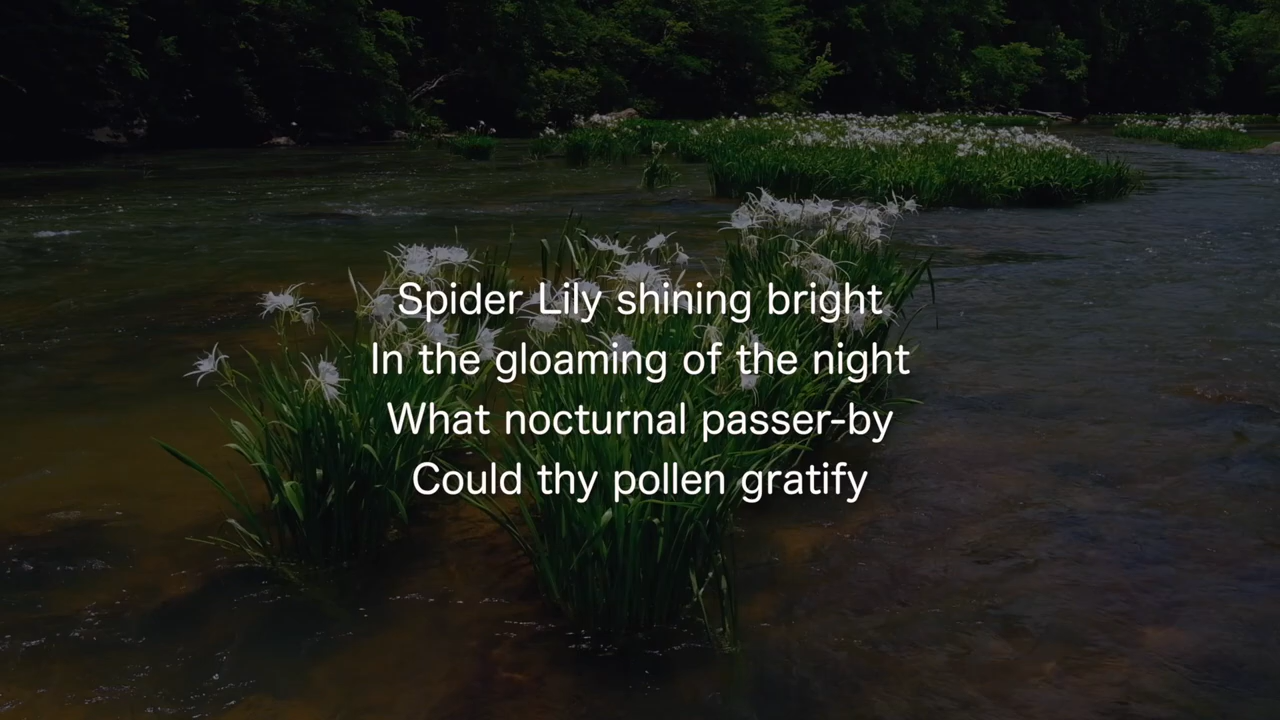 Spider Lily shining bright
In the gloaming of the night
What nocturnal passer-by
Could thy pollen gratify